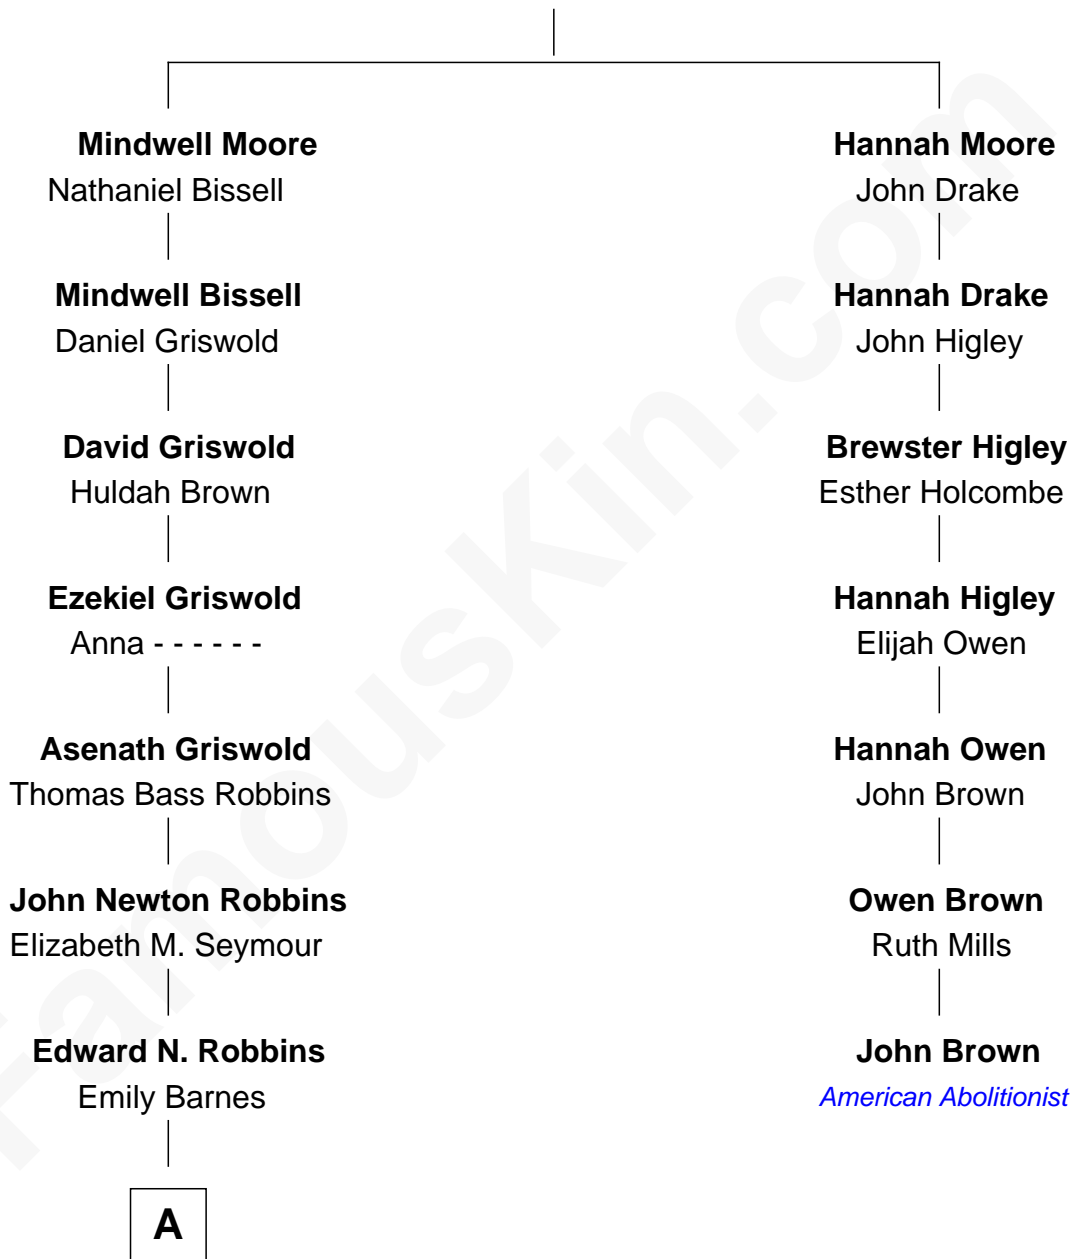 Mindwell Moore
Nathaniel Bissell
Hannah Moore
John Drake
Mindwell Bissell
Daniel Griswold
Hannah Drake
John Higley
David Griswold
Huldah Brown
Brewster Higley
Esther Holcombe
Ezekiel Griswold
Anna - - - - - -
Hannah Higley
Elijah Owen
Asenath Griswold
Thomas Bass Robbins
Hannah Owen
John Brown
John Newton Robbins
Elizabeth M. Seymour
Owen Brown
Ruth Mills
Edward N. Robbins
Emily Barnes
John Brown
American Abolitionist
A
FamousKin.com